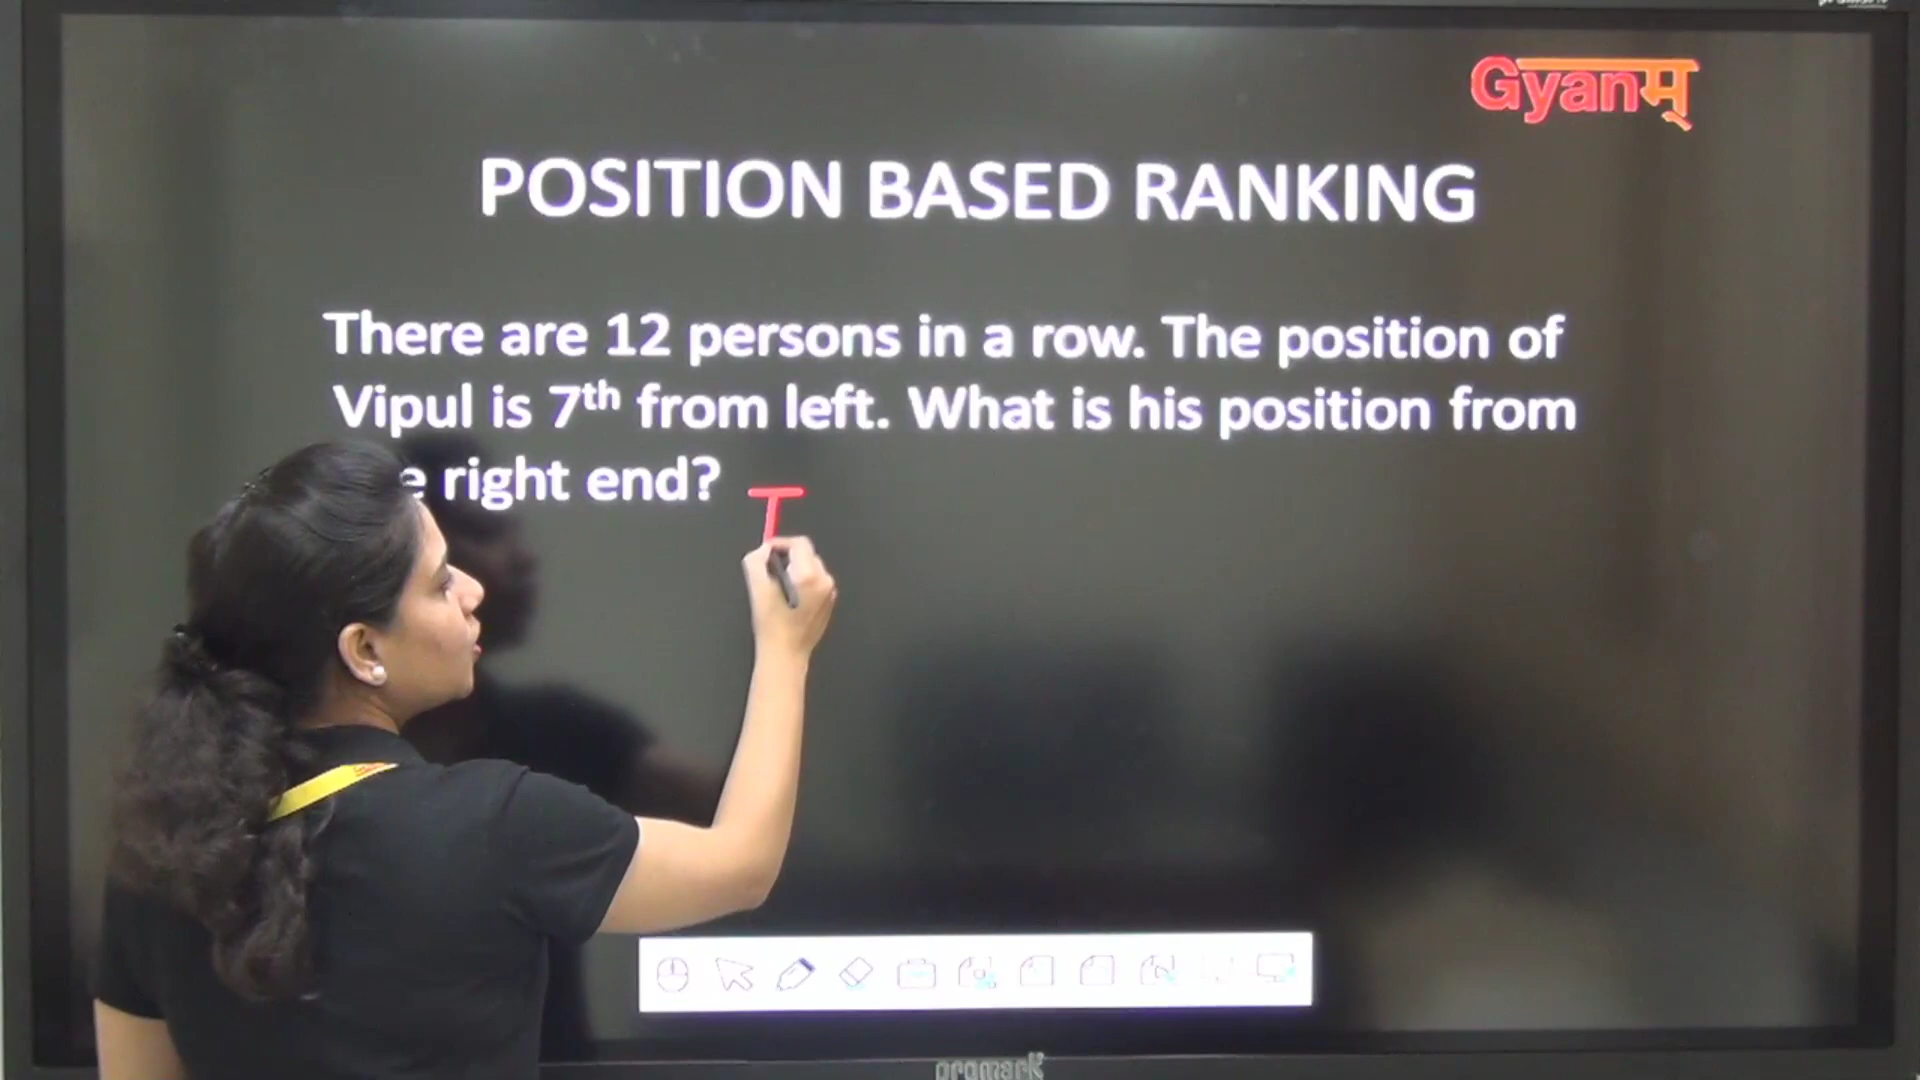 Gyanम्
POSITION BASED RANKING
There are 12 persons in a row. The position of
Vipul is 7th from left. What is his position from
right end?
T
promark